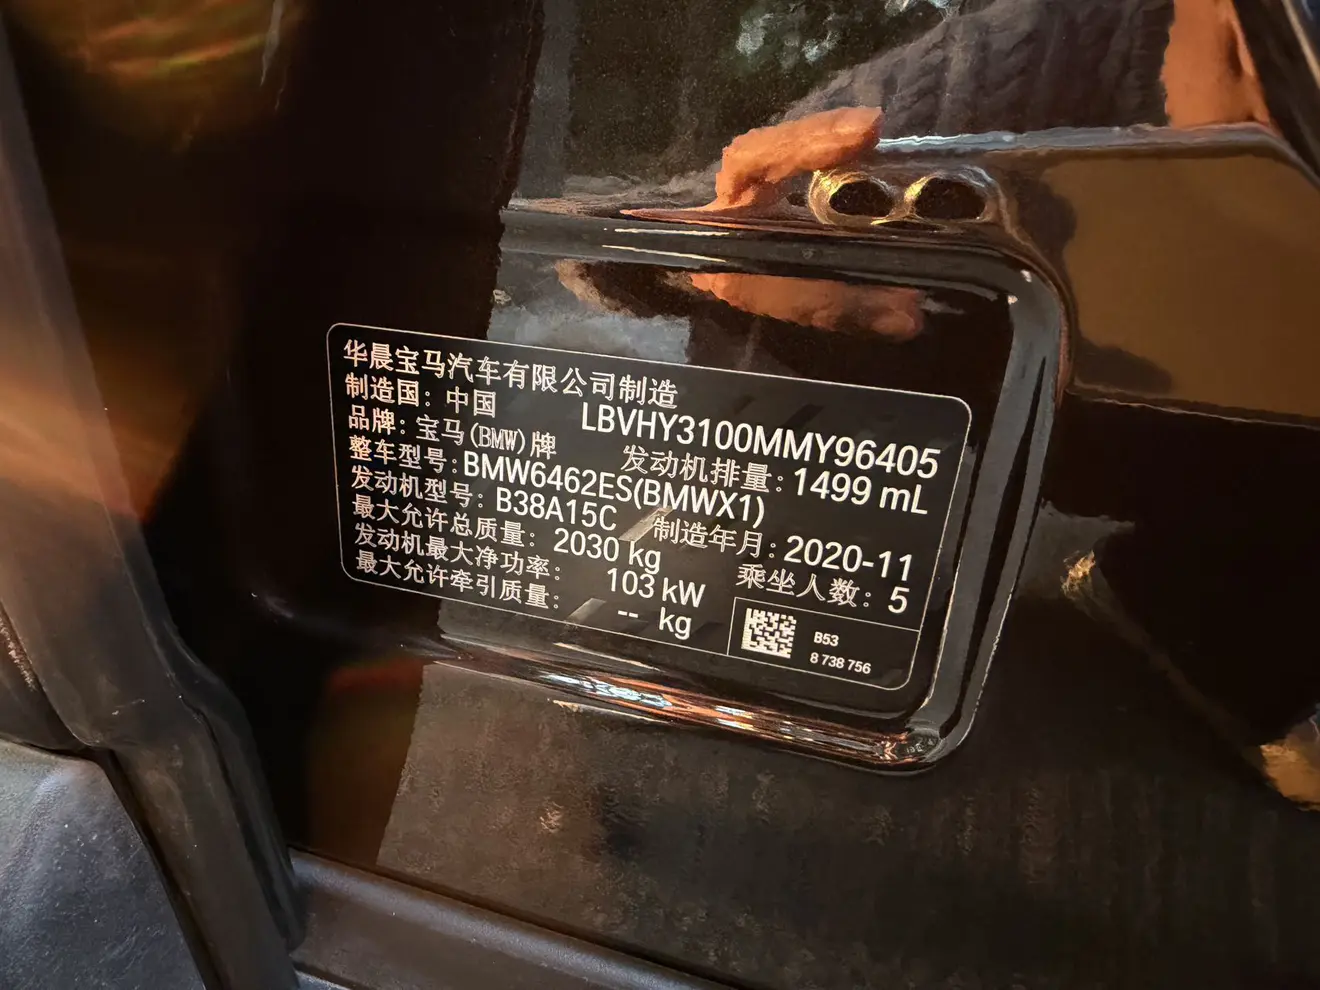 华晨宝马汽车有限公司制造
制造国：中国 LBVHY3100MMY96405
品牌：宝马(BMW)牌 发动机排量：1499 mL
整车型号：BMW6462ES(BMWX1)
发动机型号：B38A15C 制造年月：2020-11
最大允许总质量：2030 kg 乘坐人数：5
发动机最大净功率：103 kW
最大允许牵引质量：-- kg
B53
8 738 756